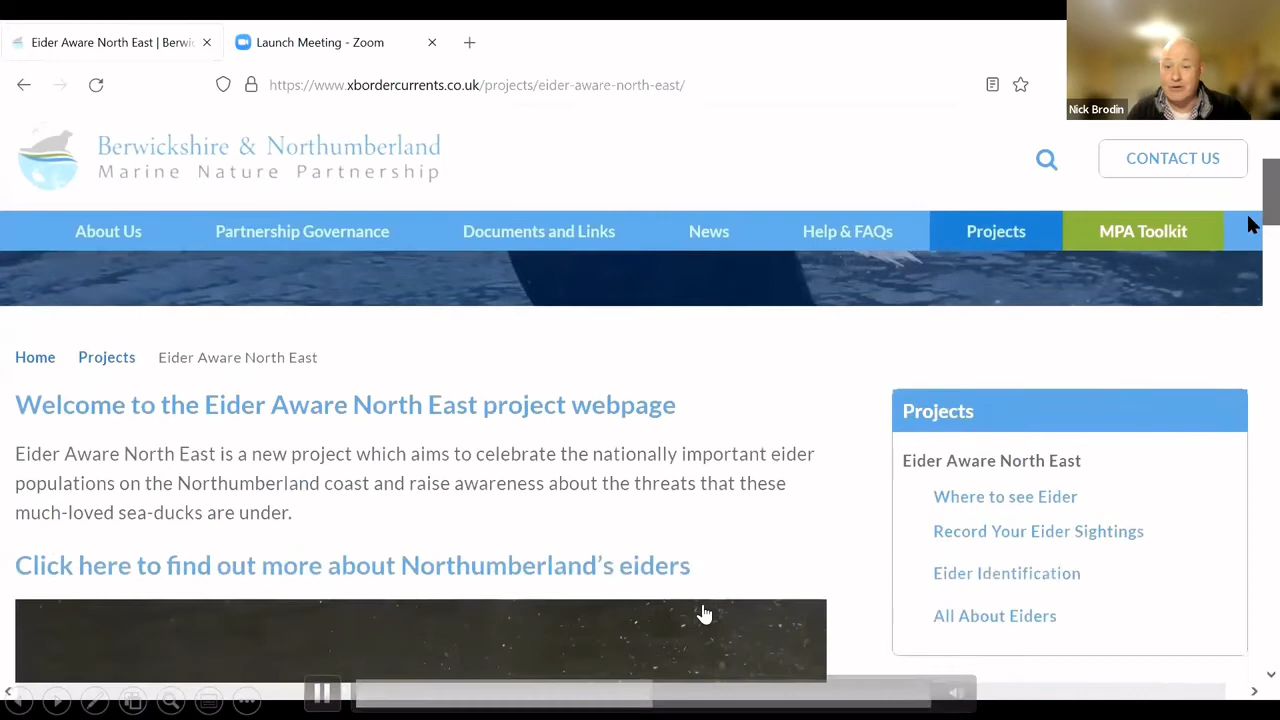 Eider Aware North East | Berwic
Launch Meeting - Zoom
https://www.xbordercurrents.co.uk/projects/eider-aware-north-east/
Nick Brodin
Berwickshire & Northumberland
Marine Nature Partnership
CONTACT US
About Us Partnership Governance Documents and Links News Help & FAQs Projects MPA Toolkit
Home Projects Eider Aware North East
Welcome to the Eider Aware North East project webpage
Eider Aware North East is a new project which aims to celebrate the nationally important eider
populations on the Northumberland coast and raise awareness about the threats that these
much-loved sea-ducks are under.
Click here to find out more about Northumberland’s eiders
Projects
Eider Aware North East
Where to see Eider
Record Your Eider Sightings
Eider Identification
All About Eiders